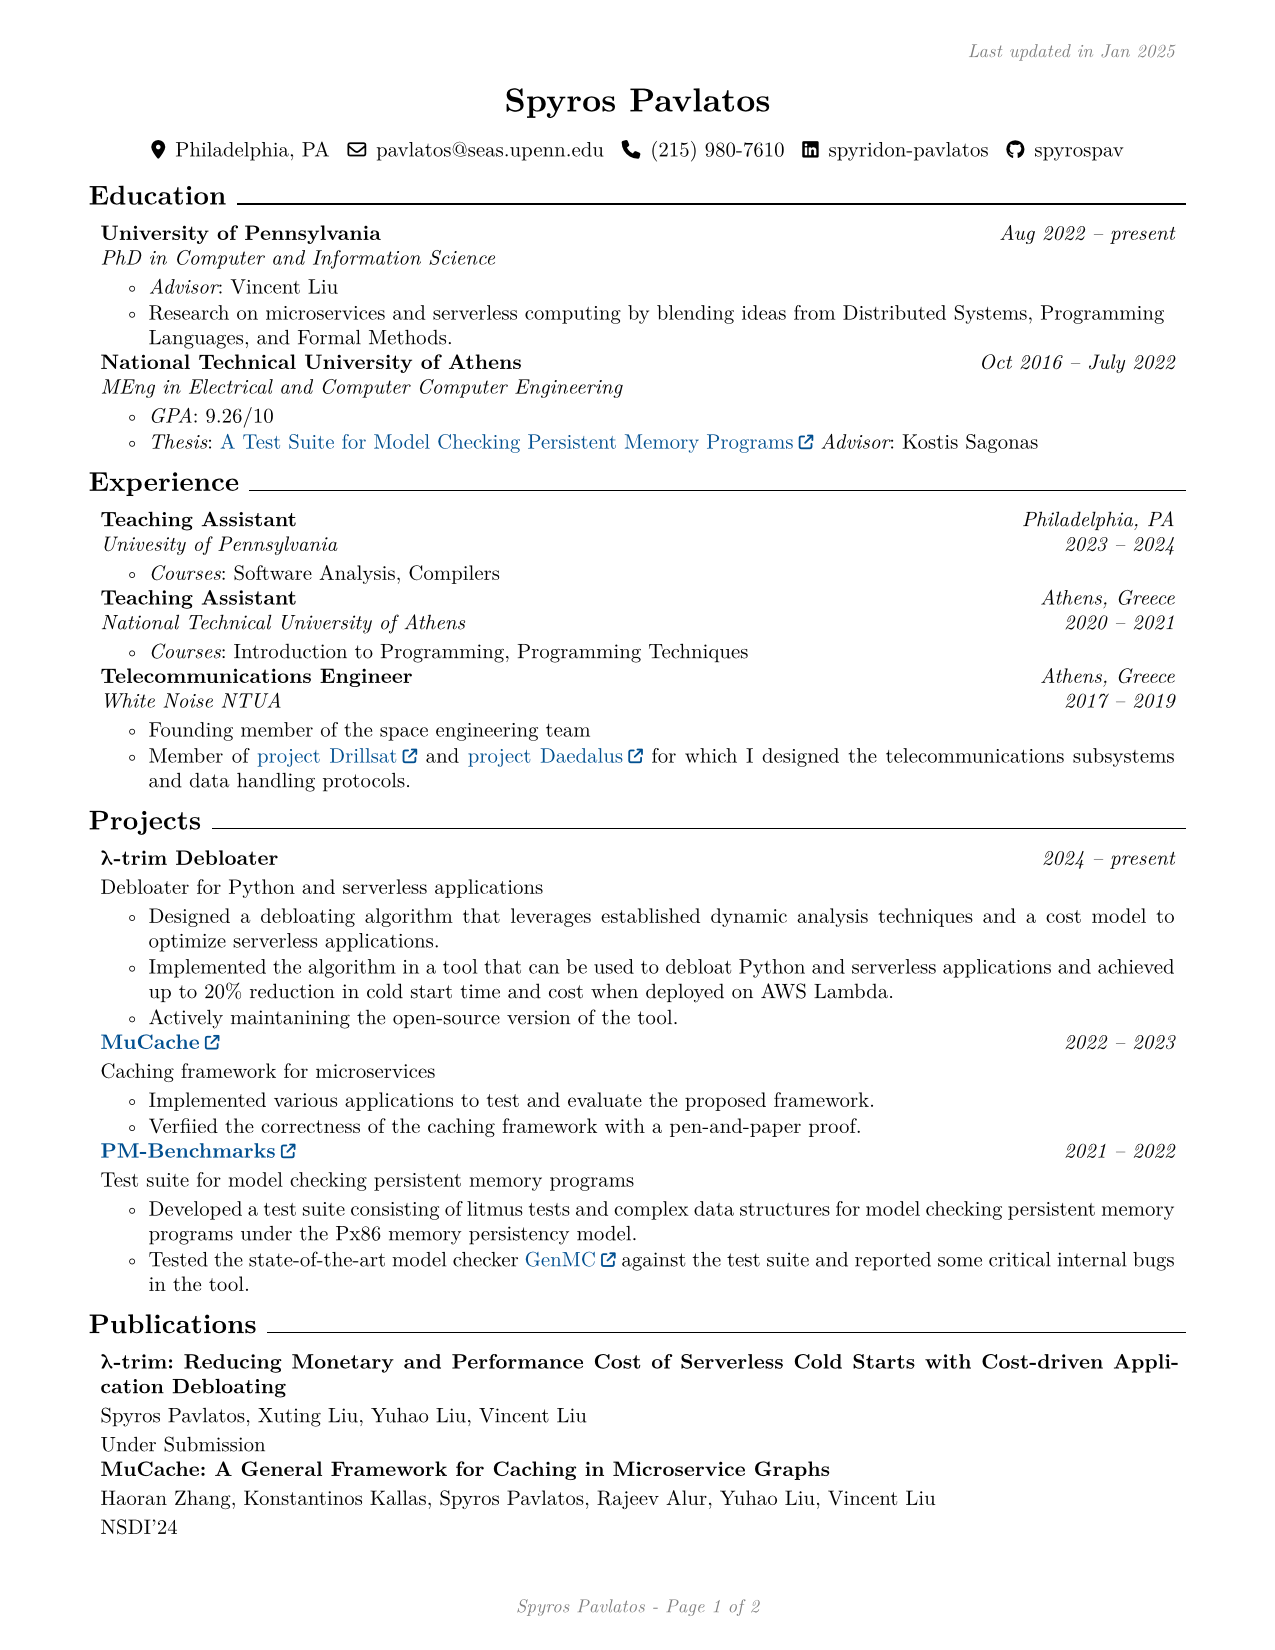 Last updated in Jan 2025
Spyros Pavlatos
Philadelphia, PA pavlatos@seas.upenn.edu (215) 980-7610 spyridon-pavlatos spyrospav
Education
University of Pennsylvania Aug 2022 – present
PhD in Computer and Information Science
◦ Advisor: Vincent Liu
◦ Research on microservices and serverless computing by blending ideas from Distributed Systems, Programming
Languages, and Formal Methods.
National Technical University of Athens Oct 2016 – July 2022
MEng in Electrical and Computer Computer Engineering
◦ GPA: 9.26/10
◦ Thesis: A Test Suite for Model Checking Persistent Memory Programs Advisor: Kostis Sagonas
Experience
Teaching Assistant Philadelphia, PA
Univesity of Pennsylvania 2023 – 2024
◦ Courses: Software Analysis, Compilers
Teaching Assistant Athens, Greece
National Technical University of Athens 2020 – 2021
◦ Courses: Introduction to Programming, Programming Techniques
Telecommunications Engineer Athens, Greece
White Noise NTUA 2017 – 2019
◦ Founding member of the space engineering team
◦ Member of project Drillsat and project Daedalus for which I designed the telecommunications subsystems
and data handling protocols.
Projects
λ-trim Debloater 2024 – present
Debloater for Python and serverless applications
◦ Designed a debloating algorithm that leverages established dynamic analysis techniques and a cost model to
optimize serverless applications.
◦ Implemented the algorithm in a tool that can be used to debloat Python and serverless applications and achieved
up to 20% reduction in cold start time and cost when deployed on AWS Lambda.
◦ Actively maintanining the open-source version of the tool.
MuCache 2022 – 2023
Caching framework for microservices
◦ Implemented various applications to test and evaluate the proposed framework.
◦ Verfiied the correctness of the caching framework with a pen-and-paper proof.
PM-Benchmarks 2021 – 2022
Test suite for model checking persistent memory programs
◦ Developed a test suite consisting of litmus tests and complex data structures for model checking persistent memory
programs under the Px86 memory persistency model.
◦ Tested the state-of-the-art model checker GenMC against the test suite and reported some critical internal bugs
in the tool.
Publications
λ-trim: Reducing Monetary and Performance Cost of Serverless Cold Starts with Cost-driven Appli-
cation Debloating
Spyros Pavlatos, Xuting Liu, Yuhao Liu, Vincent Liu
Under Submission
MuCache: A General Framework for Caching in Microservice Graphs
Haoran Zhang, Konstantinos Kallas, Spyros Pavlatos, Rajeev Alur, Yuhao Liu, Vincent Liu
NSDI'24
Spyros Pavlatos - Page 1 of 2